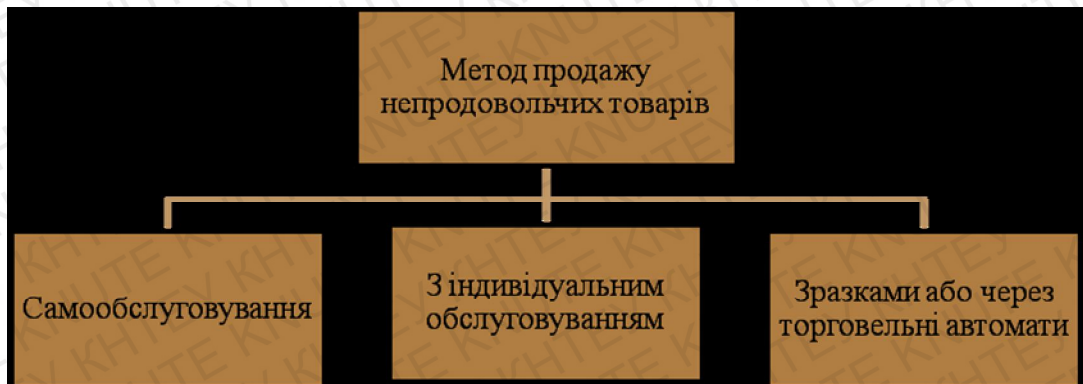 Метод продажу
непродовольчих товарів
Самообслуговування
З індивідуальним
обслуговуванням
Зразками або через
торговельні автомати